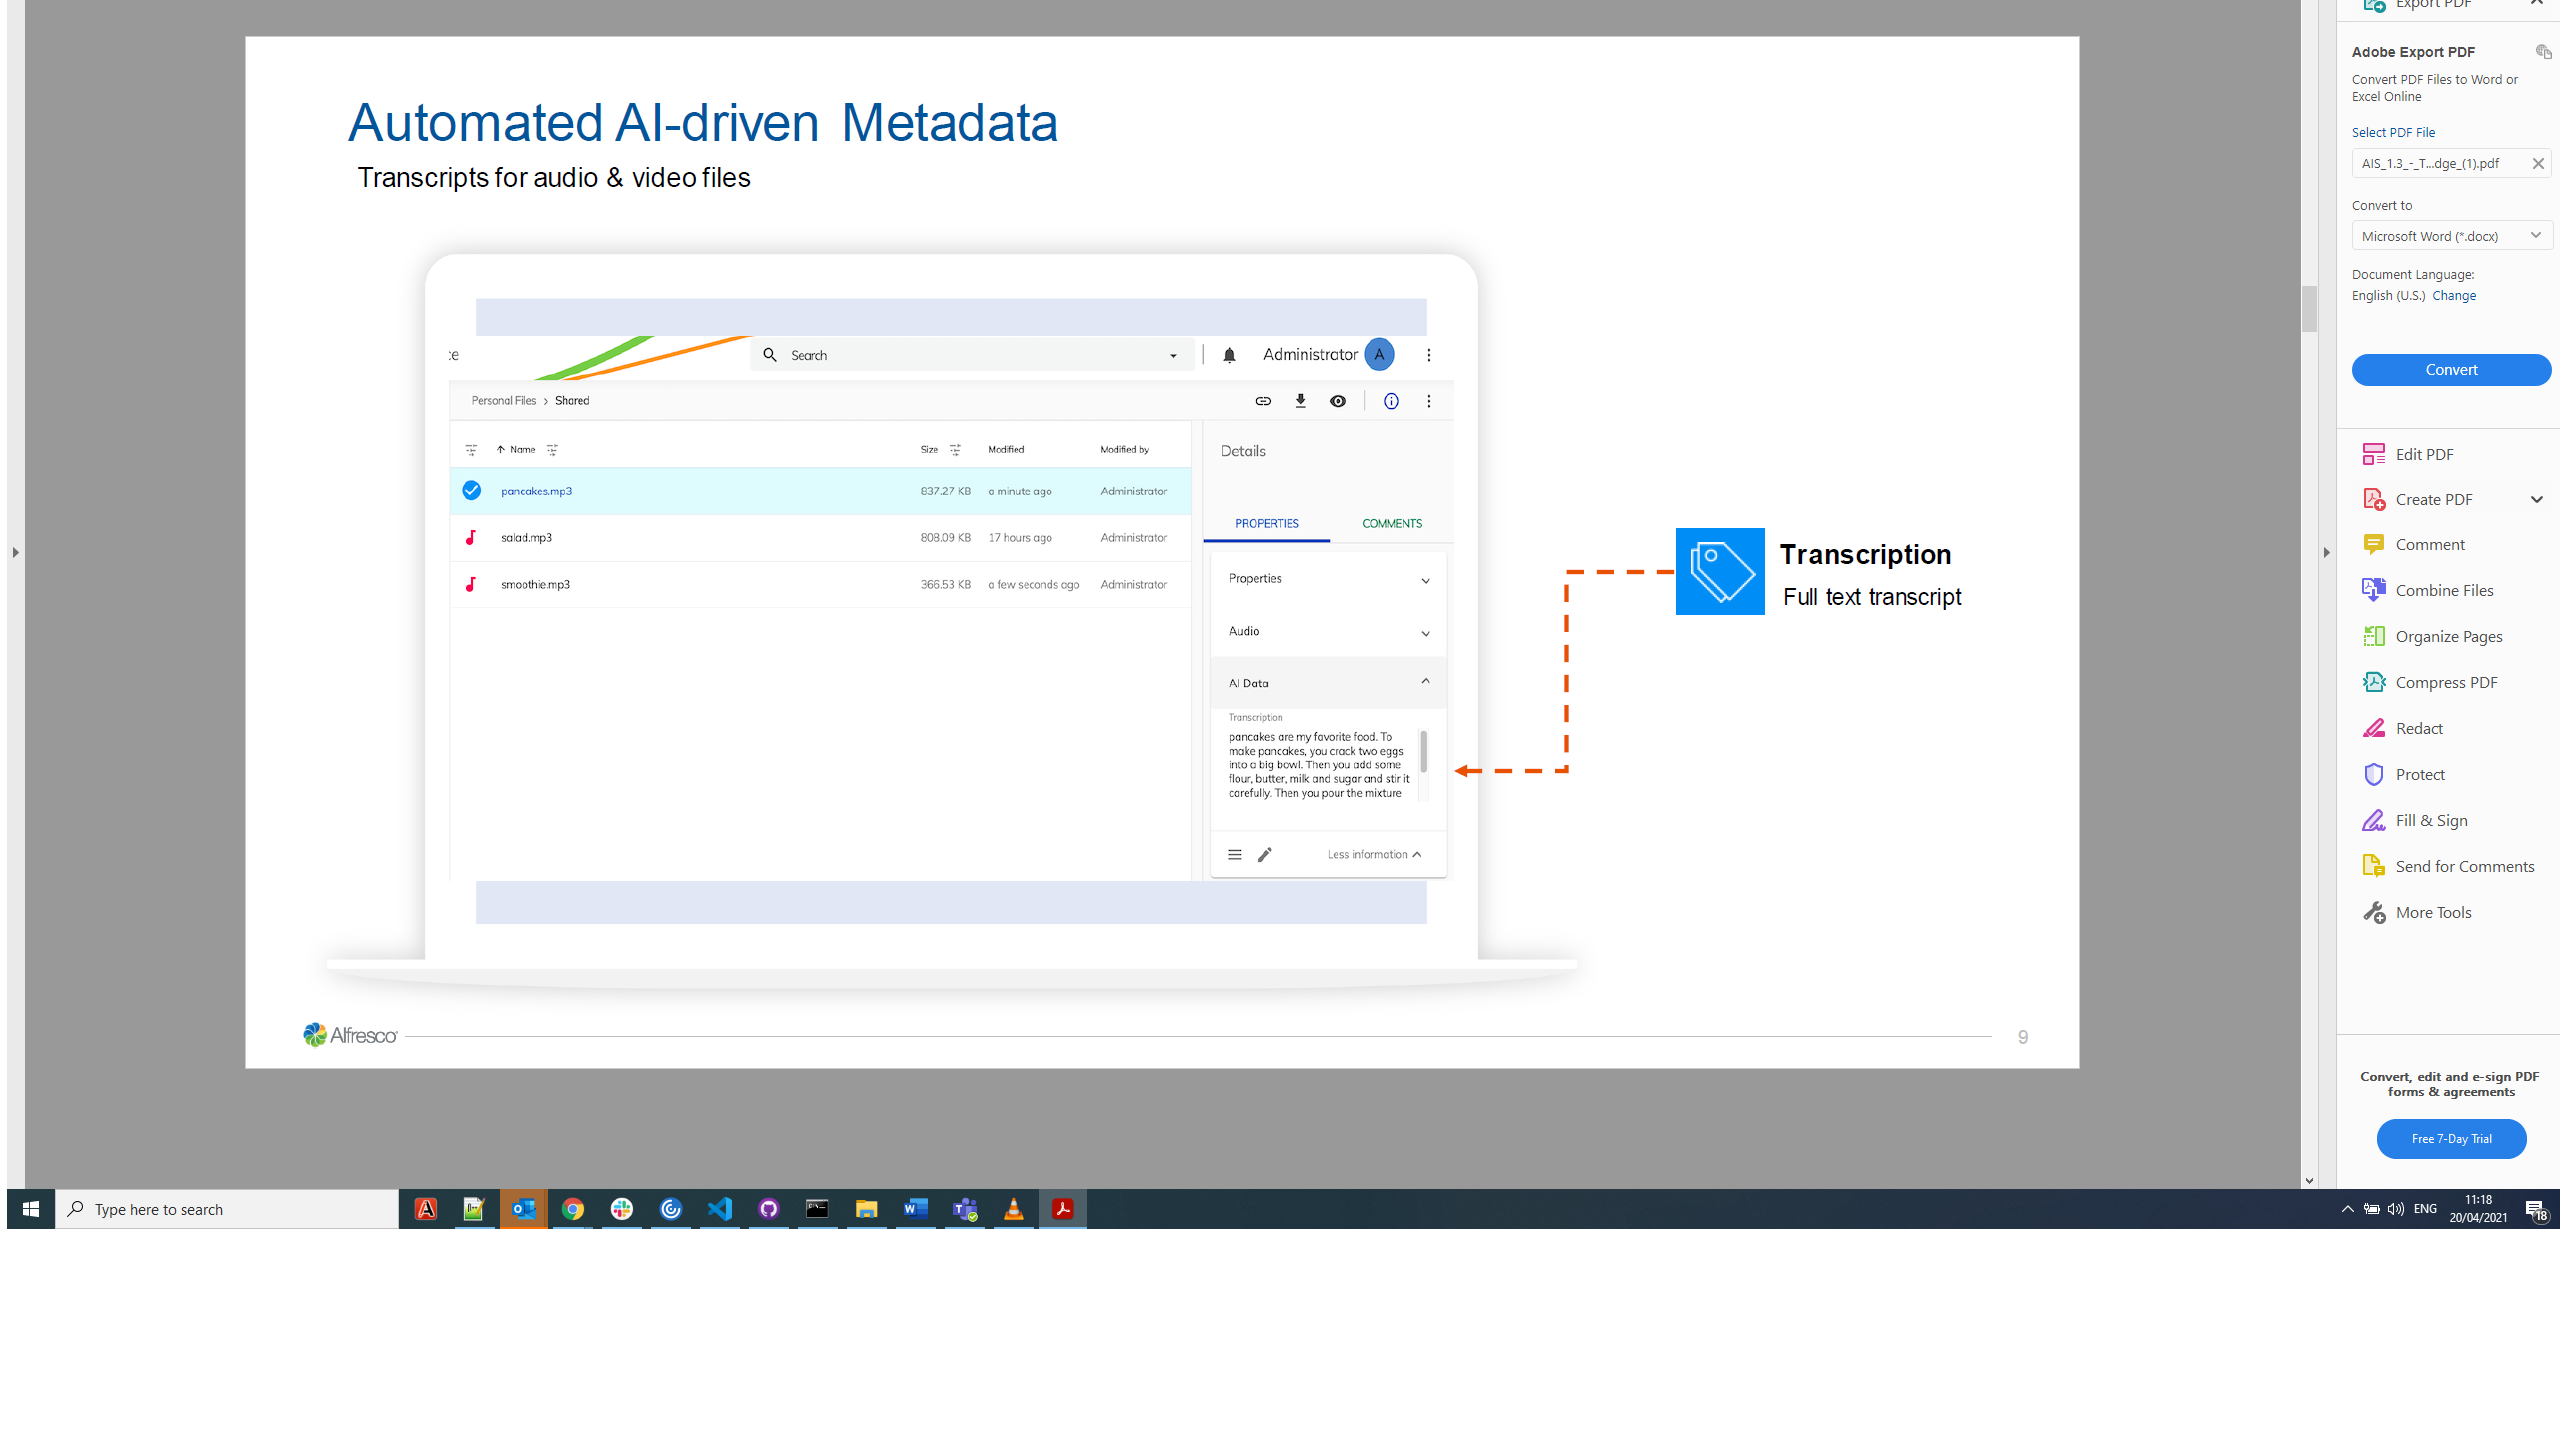 Export PDF
Adobe Export PDF
Convert PDF Files to Word or
Excel Online
Select PDF File
AIS_1.3_-_T...dge_(1).pdf
Convert to
Microsoft Word (*.docx)
Document Language:
English (U.S.) Change
Convert
Edit PDF
Create PDF
Comment
Combine Files
Organize Pages
Compress PDF
Redact
Protect
Fill & Sign
Send for Comments
More Tools
Convert, edit and e-sign PDF
forms & agreements
Free 7-Day Trial
Automated AI-driven Metadata
Transcripts for audio & video files
ce
Search
Administrator A
Personal Files > Shared
Name Size Modified Modified by
pancakes.mp3 837.27 KB a minute ago Administrator
salad.mp3 808.09 KB 17 hours ago Administrator
smoothie.mp3 366.53 KB a few seconds ago Administrator
Details
PROPERTIES COMMENTS
Properties
Audio
AI Data
Transcription
pancakes are my favorite food. To
make pancakes, you crack two eggs
into a big bowl. Then you add some
flour, butter, milk and sugar and stir it
carefully. Then you pour the mixture
Less information
Transcription
Full text transcript
Alfresco
9
Type here to search
ENG
11:18
20/04/2021
18